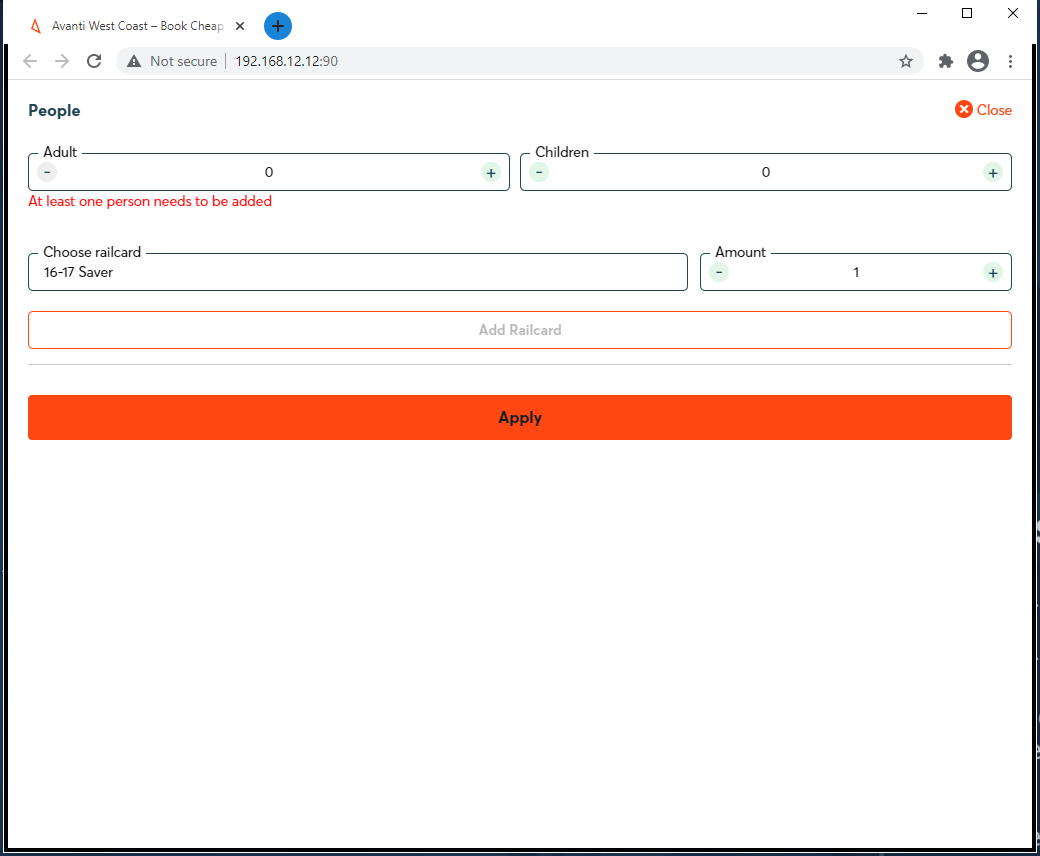 Avanti West Coast – Book Cheap
Not secure
192.168.12.12:90
People
Close
Adult
Children
- 0 +
- 0 +
At least one person needs to be added
Choose railcard
Amount
16-17 Saver
- 1 +
Add Railcard
Apply